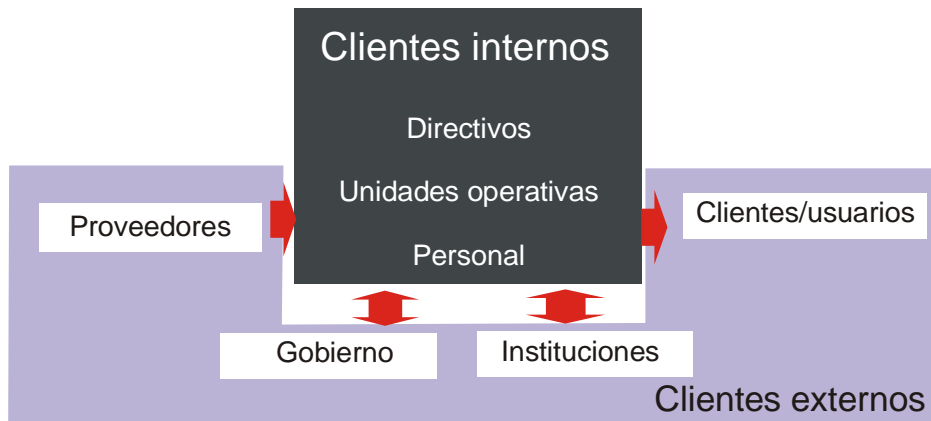 Clientes internos
Directivos
Unidades operativas
Personal
Proveedores
Clientes/usuarios
Gobierno
Instituciones
Clientes externos